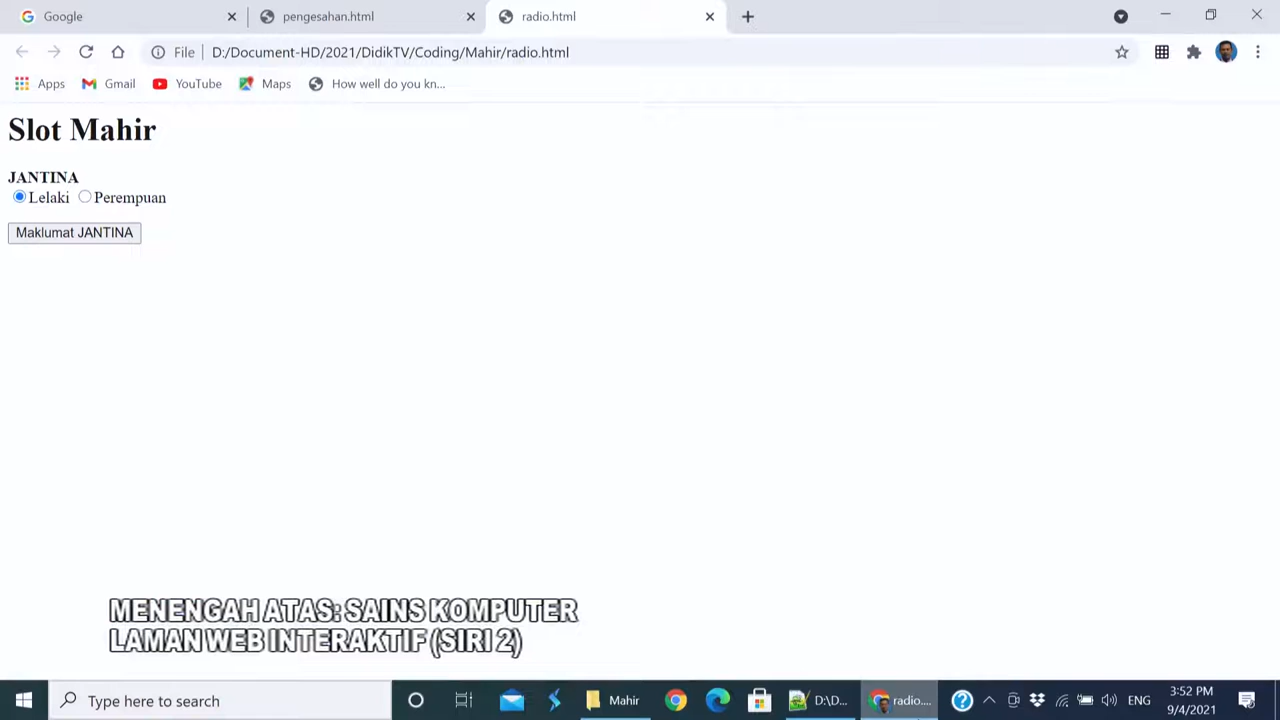 Google
pengesahan.html
radio.html
File
D:/Document-HD/2021/DidikTV/Coding/Mahir/radio.html
Apps
Gmail
YouTube
Maps
How well do you kn...
Slot Mahir
JANTINA
Lelaki Perempuan
Maklumat JANTINA
MENENGAH ATAS: SAINS KOMPUTER
LAMAN WEB INTERAKTIF (SIRI 2)
Type here to search
Mahir
D:\D...
radio....
ENG
3:52 PM
9/4/2021